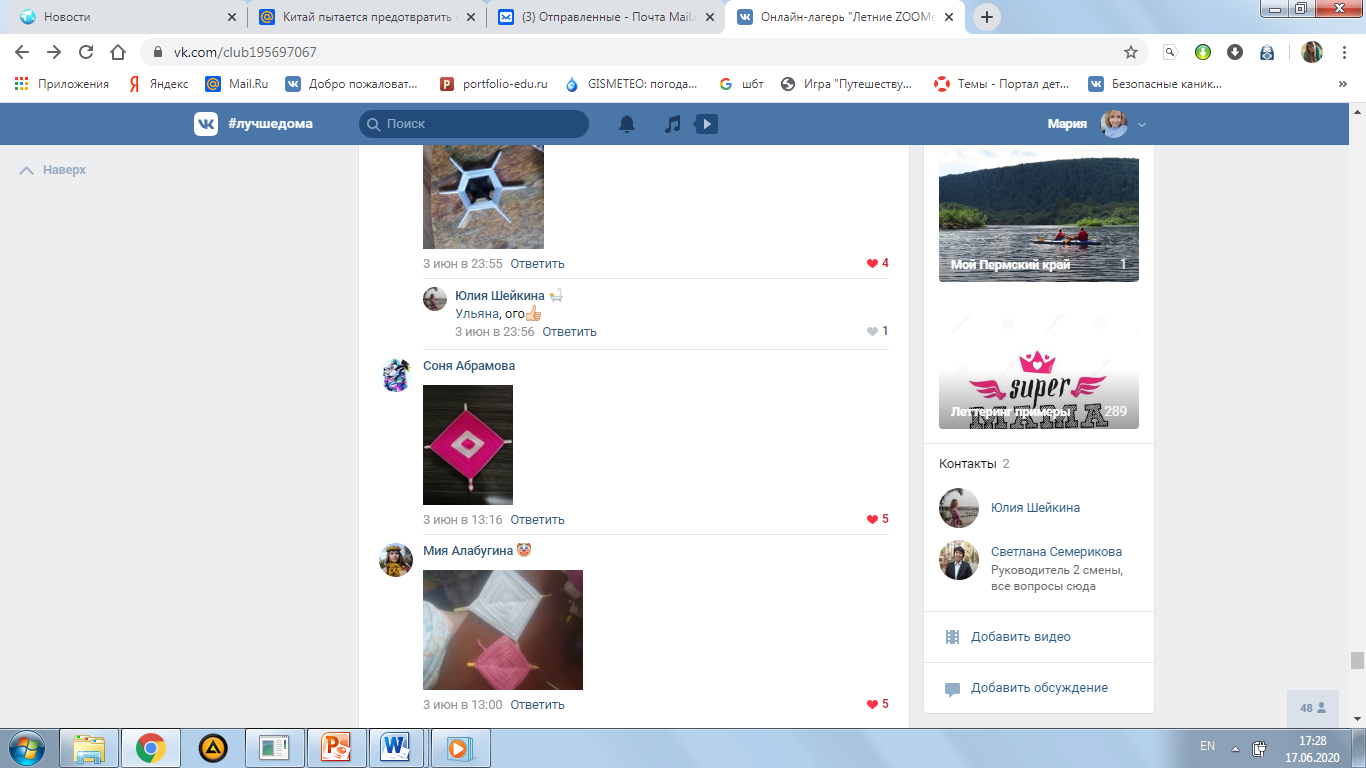 Новости
Китай пытается предотвратить
(3) Отправленные - Почта Mail
Онлайн-лагерь "Летние ZOOM
vk.com/club195697067
Приложения
Яндекс
Mail.Ru
Добро пожаловат...
portfolio-edu.ru
GISMETEO: погода...
шбт
Игра "Путешеству...
Темы - Портал дет...
Безопасные каник...
»
#лучшедома
Поиск
Мария
Наверх
3 июн в 23:55 Ответить
4
Юлия Шейкина
Ульяна, ого
3 июн в 23:56 Ответить
1
Соня Абрамова
3 июн в 13:16 Ответить
5
Мия Алабугина
3 июн в 13:00 Ответить
5
Мой Пермский край 1
super
МАМА
Леттеринг примеры 289
Контакты 2
Юлия Шейкина
Светлана Семерикова
Руководитель 2 смены,
все вопросы сюда
Добавить видео
Добавить обсуждение
48
EN
17:28
17.06.2020